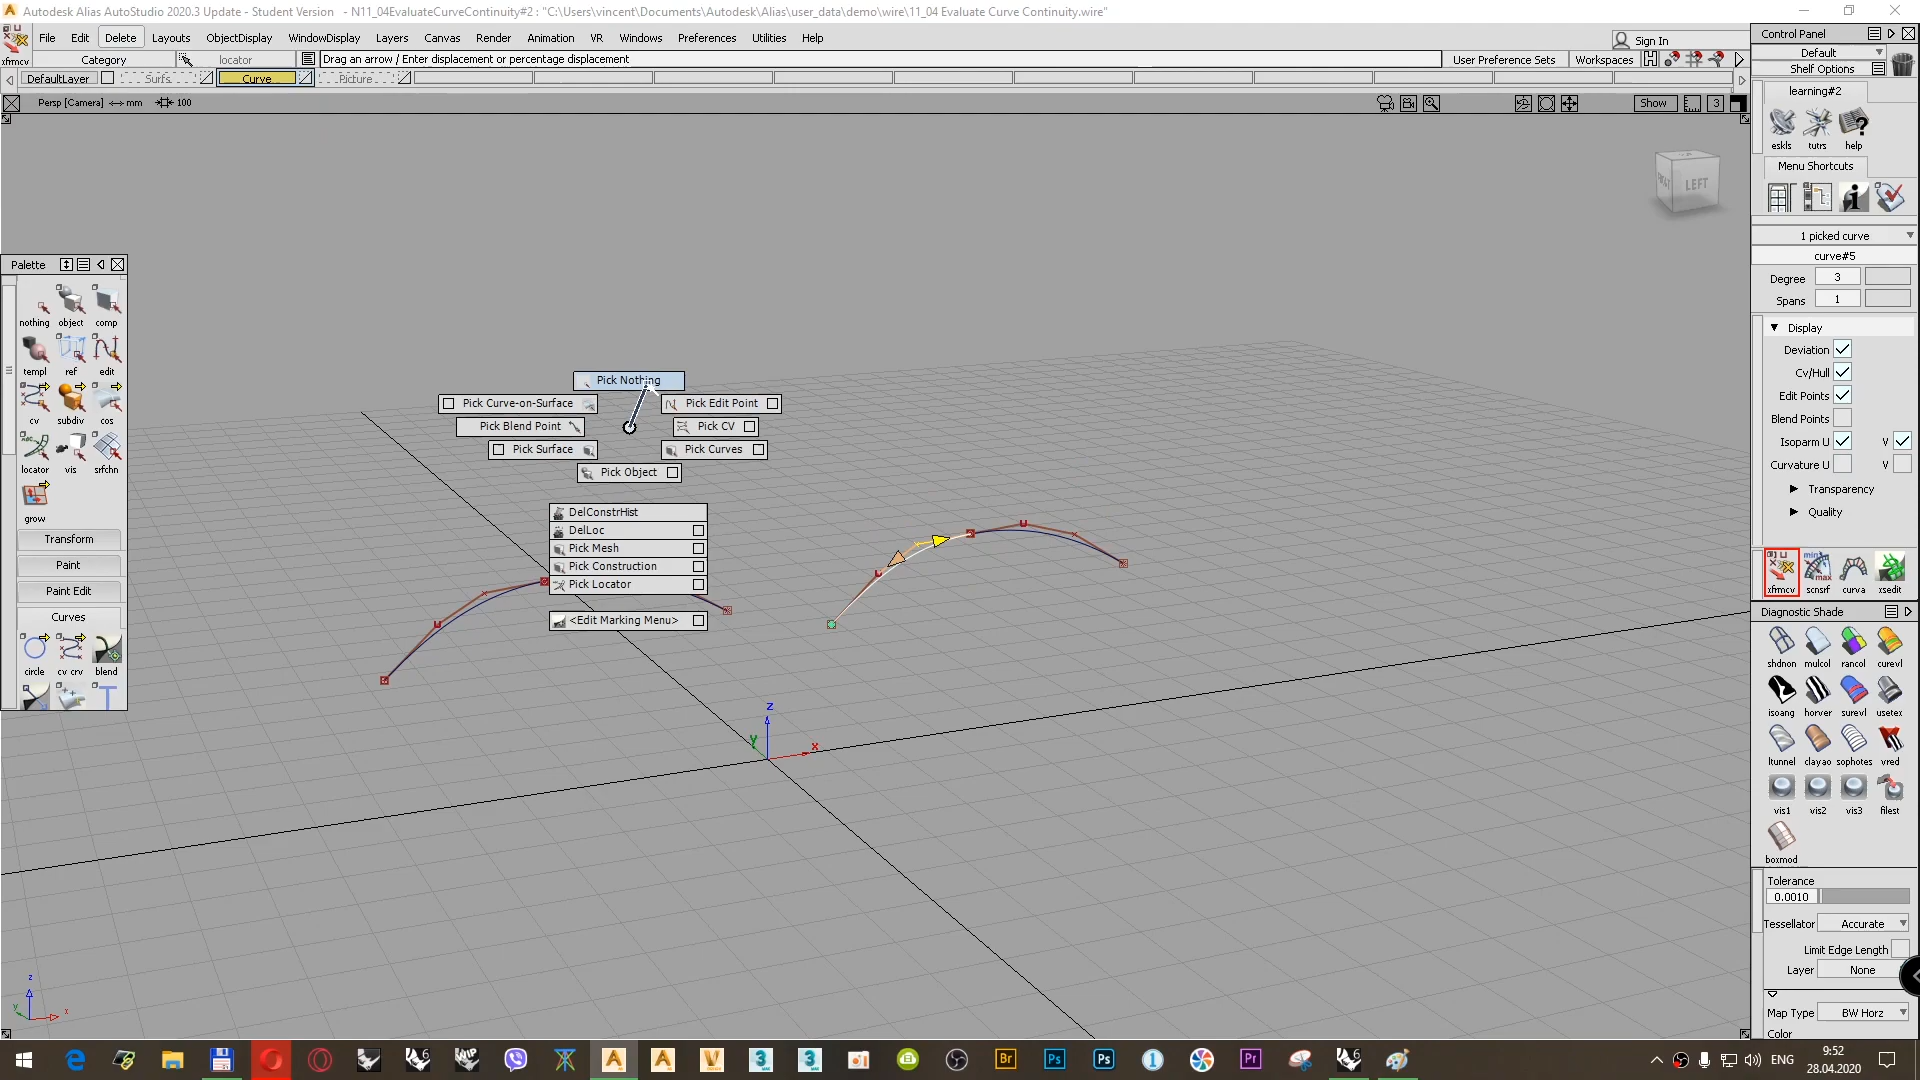 Autodesk Alias AutoStudio 2020.3 Update - Student Version - N11_04EvaluateCurveContinuity#2 : "C:\Users\vincent\Documents\Autodesk\Alias\user_data\demo\wire\11_04 Evaluate Curve Continuity.wire"
xfrmcv
File Edit Delete Layouts ObjectDisplay WindowDisplay Layers Canvas Render Animation VR Windows Preferences Utilities Help
Sign In
Category locator Drag an arrow / Enter displacement or percentage displacement User Preference Sets Workspaces
DefaultLayer Surfs Curve Picture
Persp [Camera] mm 100 Show 3
LEFT
Palette
nothing object comp
templ ref edit
cv subdiv cos
locator vis srfchn
grow
Transform
Paint
Paint Edit
Curves
circle cv crv blend
Pick Nothing
Pick Curve-on-Surface Pick Edit Point
Pick Blend Point Pick CV
Pick Surface Pick Curves
Pick Object
DelConstrHist
DelLoc
Pick Mesh
Pick Construction
Pick Locator
<Edit Marking Menu>
z
y x
z
y x
Control Panel
Default
Shelf Options
learning#2
eskls tutrs help
Menu Shortcuts
1 picked curve
curve#5
Degree 3
Spans 1
Display
Deviation
Cv/Hull
Edit Points
Blend Points
Isoparm U V
Curvature U V
Transparency
Quality
xfrmcv scnsrf curva xsedit
Diagnostic Shade
shdnon mulcol rancol curevl
isoang horver surevl usetex
ltunnel clayao sophotes vred
vis1 vis2 vis3 filest
boxmod
Tolerance
0.0010
Tessellator Accurate
Limit Edge Length
Layer None
Map Type BW Horz
Color
ENG
9:52
28.04.2020